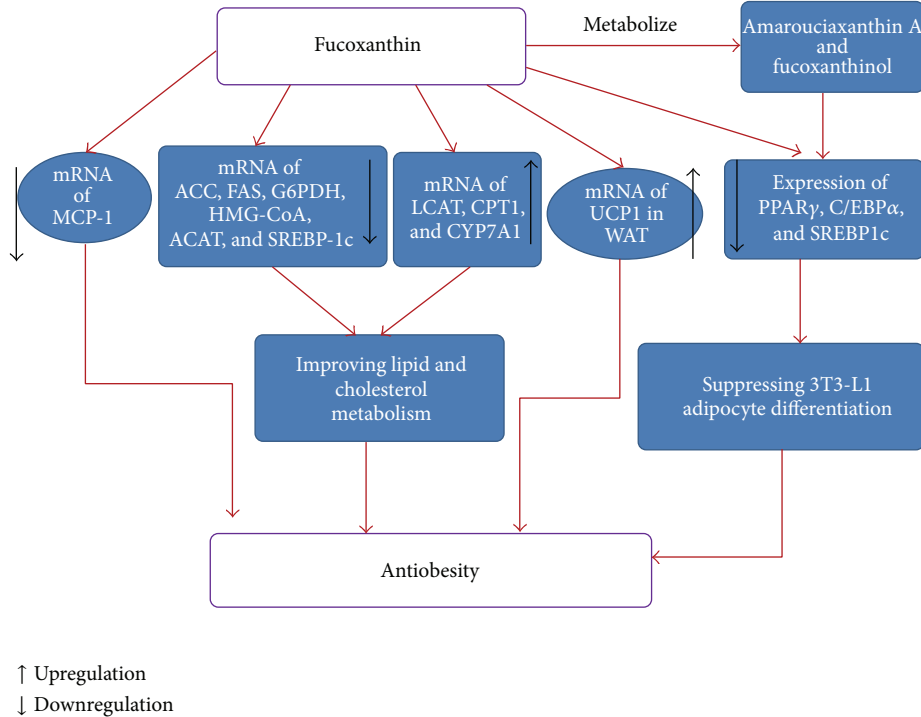 Fucoxanthin
Metabolize
Amarouciaxanthin A
and
fucoxanthinol
mRNA
of
MCP-1
mRNA of
ACC, FAS, G6PDH,
HMG-CoA,
ACAT, and SREBP-1c
mRNA of
LCAT, CPT1,
and CYP7A1
mRNA of
UCP1 in
WAT
Expression of
PPARγ, C/EBPα,
and SREBP1c
Improving lipid and
cholesterol
metabolism
Suppressing 3T3-L1
adipocyte differentiation
Antiobesity
↑ Upregulation
↓ Downregulation